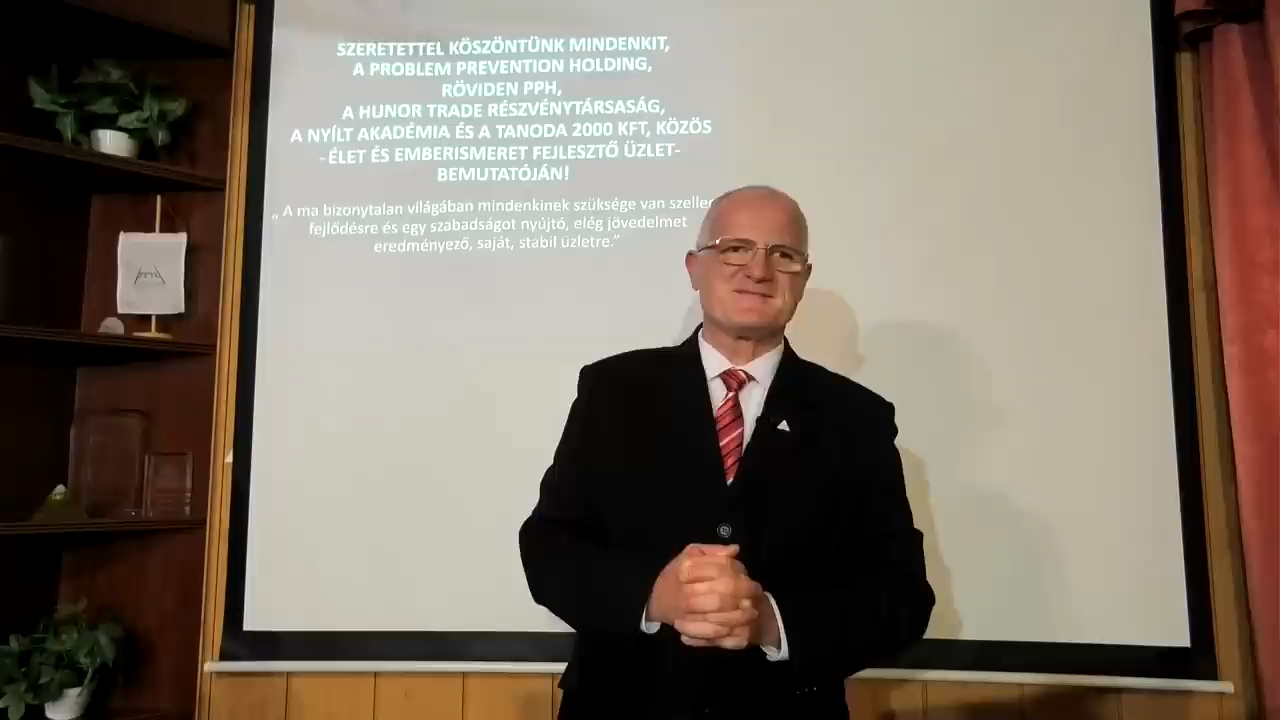 SZERETETTEL KÖSZÖNTÜNK MINDENKIT,
A PROBLEM PREVENTION HOLDING,
RÖVIDEN PPH,
A HUNOR TRADE RÉSZVÉNYTÁRSASÁG,
A NYÍLT AKADÉMIA ÉS A TANODA 2000 KFT, KÖZÖS
- ÉLET ÉS EMBERISMERET FEJLESZTŐ ÜZLET-
BEMUTATÓJÁN!
„ A ma bizonytalan világában mindenkinek szüksége van
fejlődésre és egy szabadságot nyújtó, elég jövedelmet
eredményező, saját, stabil üzletre.”